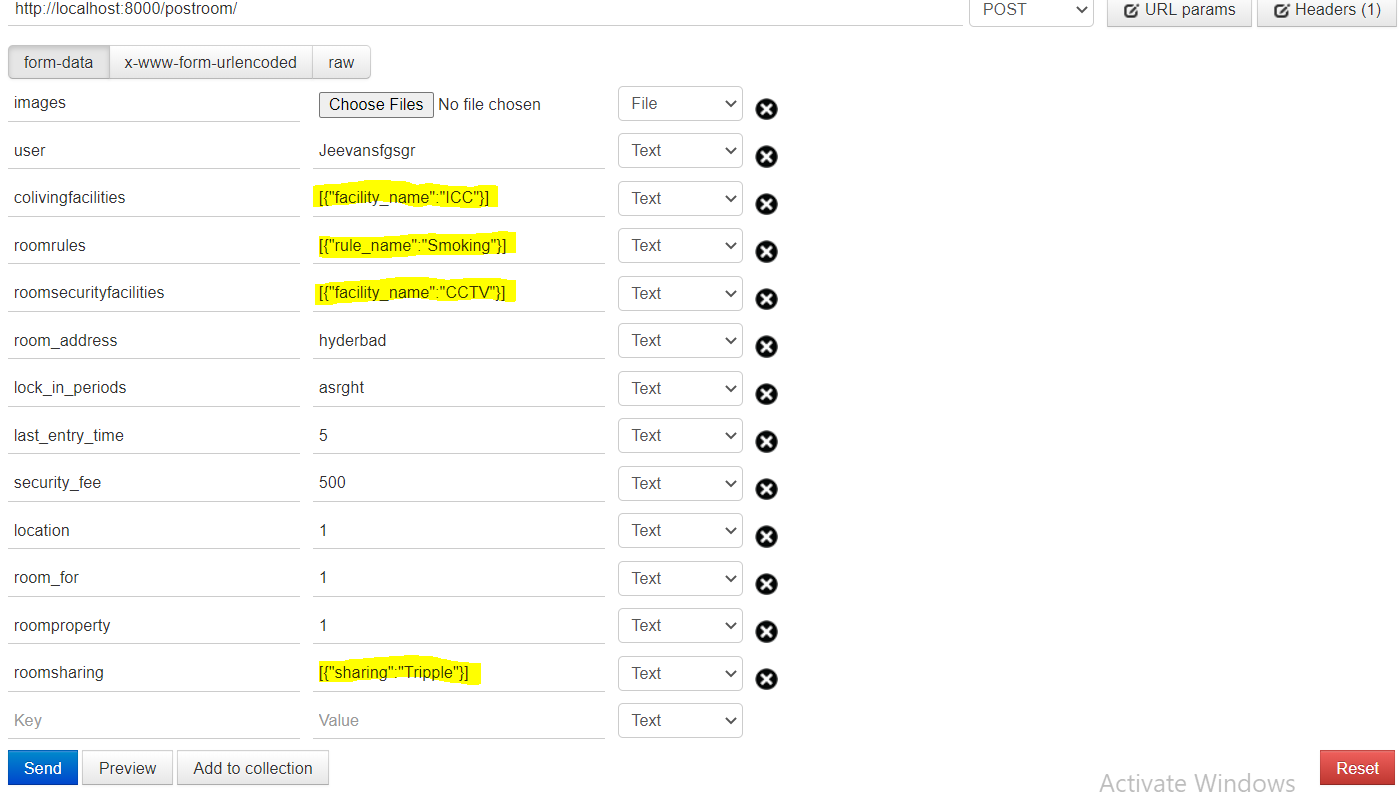 http://localhost:8000/postroom/ POST URL params Headers (1)
form-data x-www-form-urlencoded raw
images Choose Files No file chosen File
user Jeevansfgsgr Text
colivingfacilities [{"facility_name":"ICC"}] Text
roomrules [{"rule_name":"Smoking"}] Text
roomsecurityfacilities [{"facility_name":"CCTV"}] Text
room_address hyderbad Text
lock_in_periods asrght Text
last_entry_time 5 Text
security_fee 500 Text
location 1 Text
room_for 1 Text
roomproperty 1 Text
roomsharing [{"sharing":"Tripple"}] Text
Key Value Text
Send Preview Add to collection Reset
Activate Windows